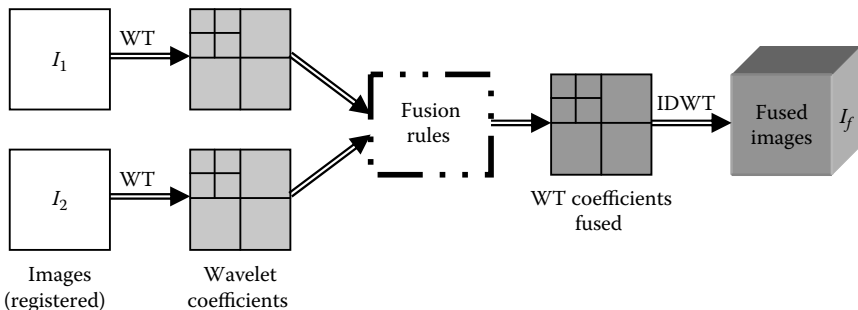 I1
WT
Fusion
rules
IDWT
Fused
images
If
I2
WT
WT coefficients
fused
Images
(registered)
Wavelet
coefficients